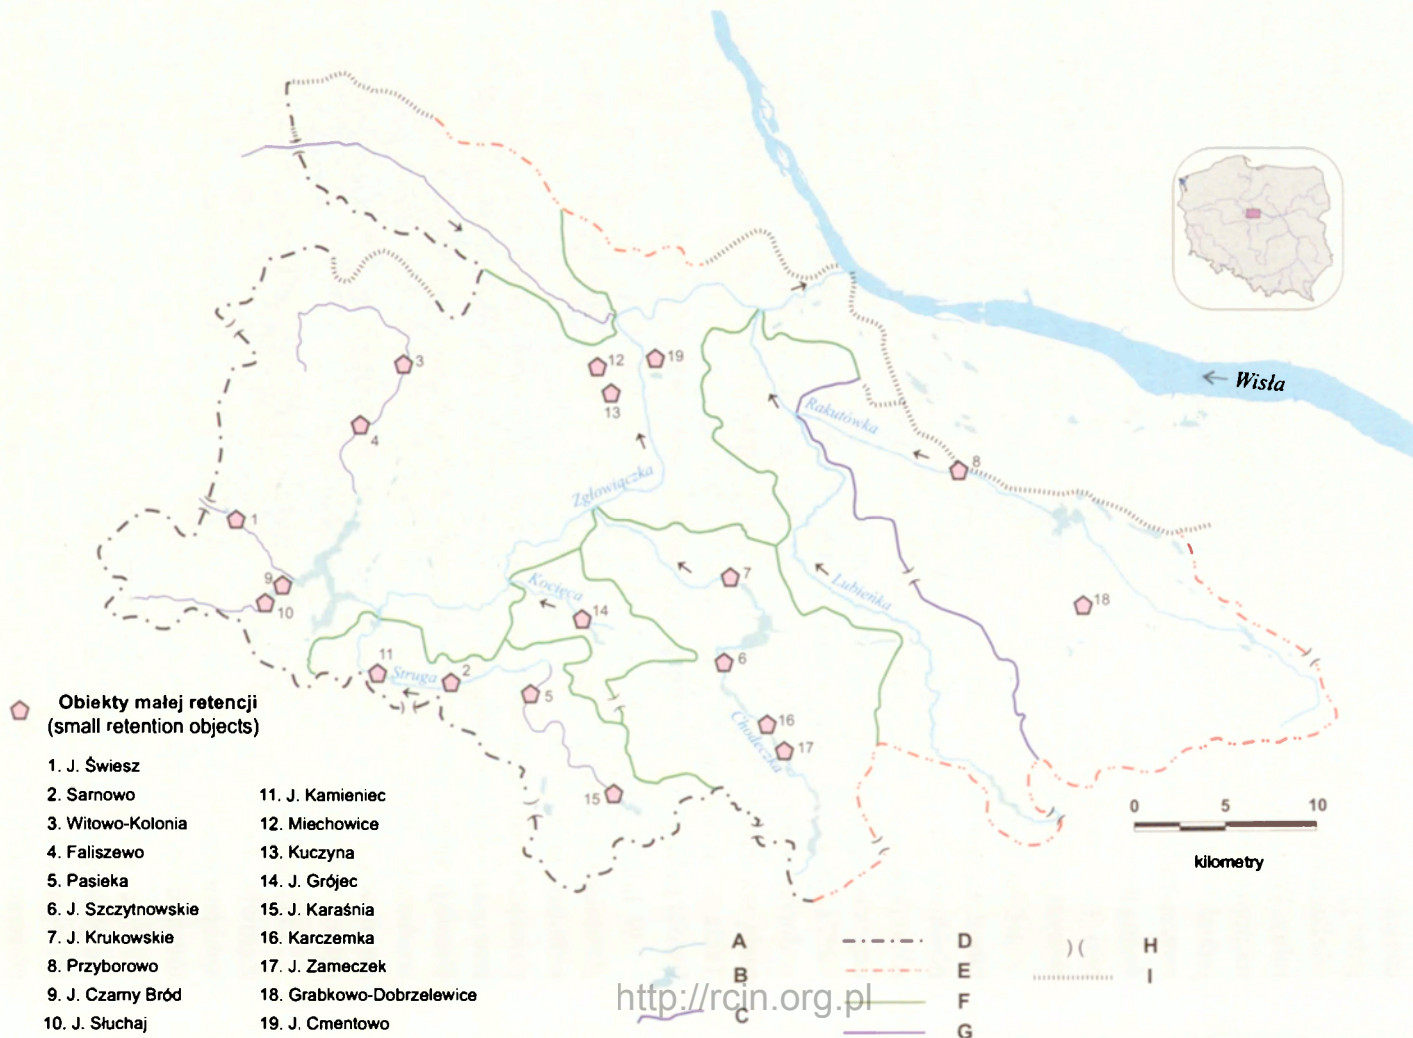 Wisła
3
12
19
13
Rakutówka
4
8
Zgłowiączka
1
9
10
7
Kocięca
Lubieńka
14
18
11
Struga
2
6
5
16
Chodeczka
17
15
0 5 10
kilometry
Obiekty małej retencji
(small retention objects)
1. J. Świesz
2. Sarnowo
3. Witowo-Kolonia
4. Faliszewo
5. Pasieka
6. J. Szczytnowskie
7. J. Krukowskie
8. Przyborowo
9. J. Czarny Bród
10. J. Słuchaj
11. J. Kamieniec
12. Miechowice
13. Kuczyna
14. J. Grójec
15. J. Karaśnia
16. Karczemka
17. J. Zameczek
18. Grabkowo-Dobrzelewice
19. J. Cmentowo
A
B
C
D
E
F
G
H
I
http://rcin.org.pl